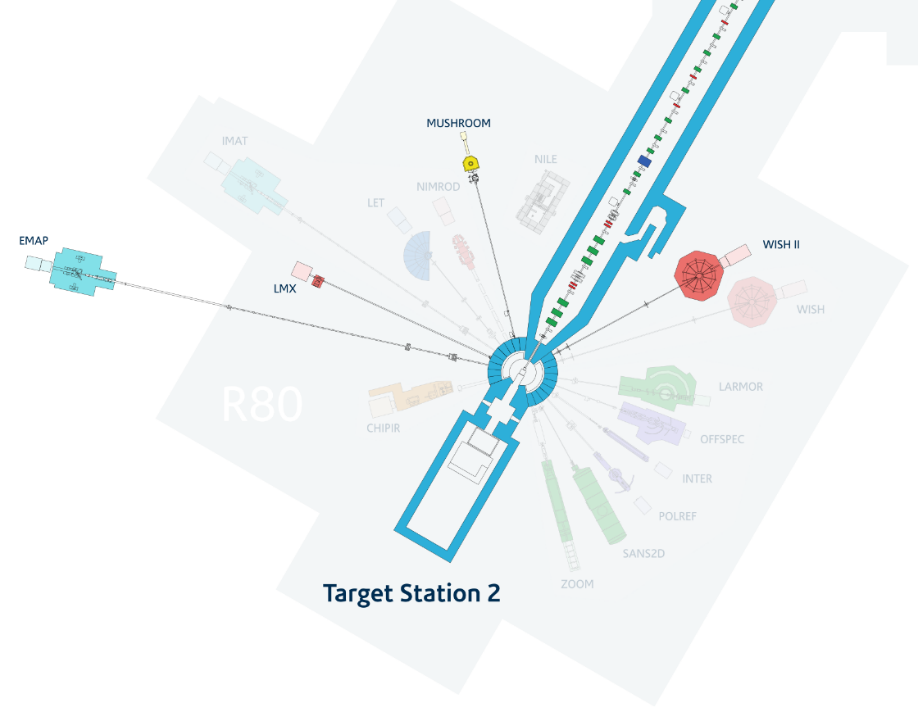 MUSHROOM
IMAT
NILE
NIMROD
LET
EMAP
WISH II
LMX
WISH
LARMOR
R80
CHIPIR
OFFSPEC
INTER
POLREF
SANS2D
ZOOM
Target Station 2